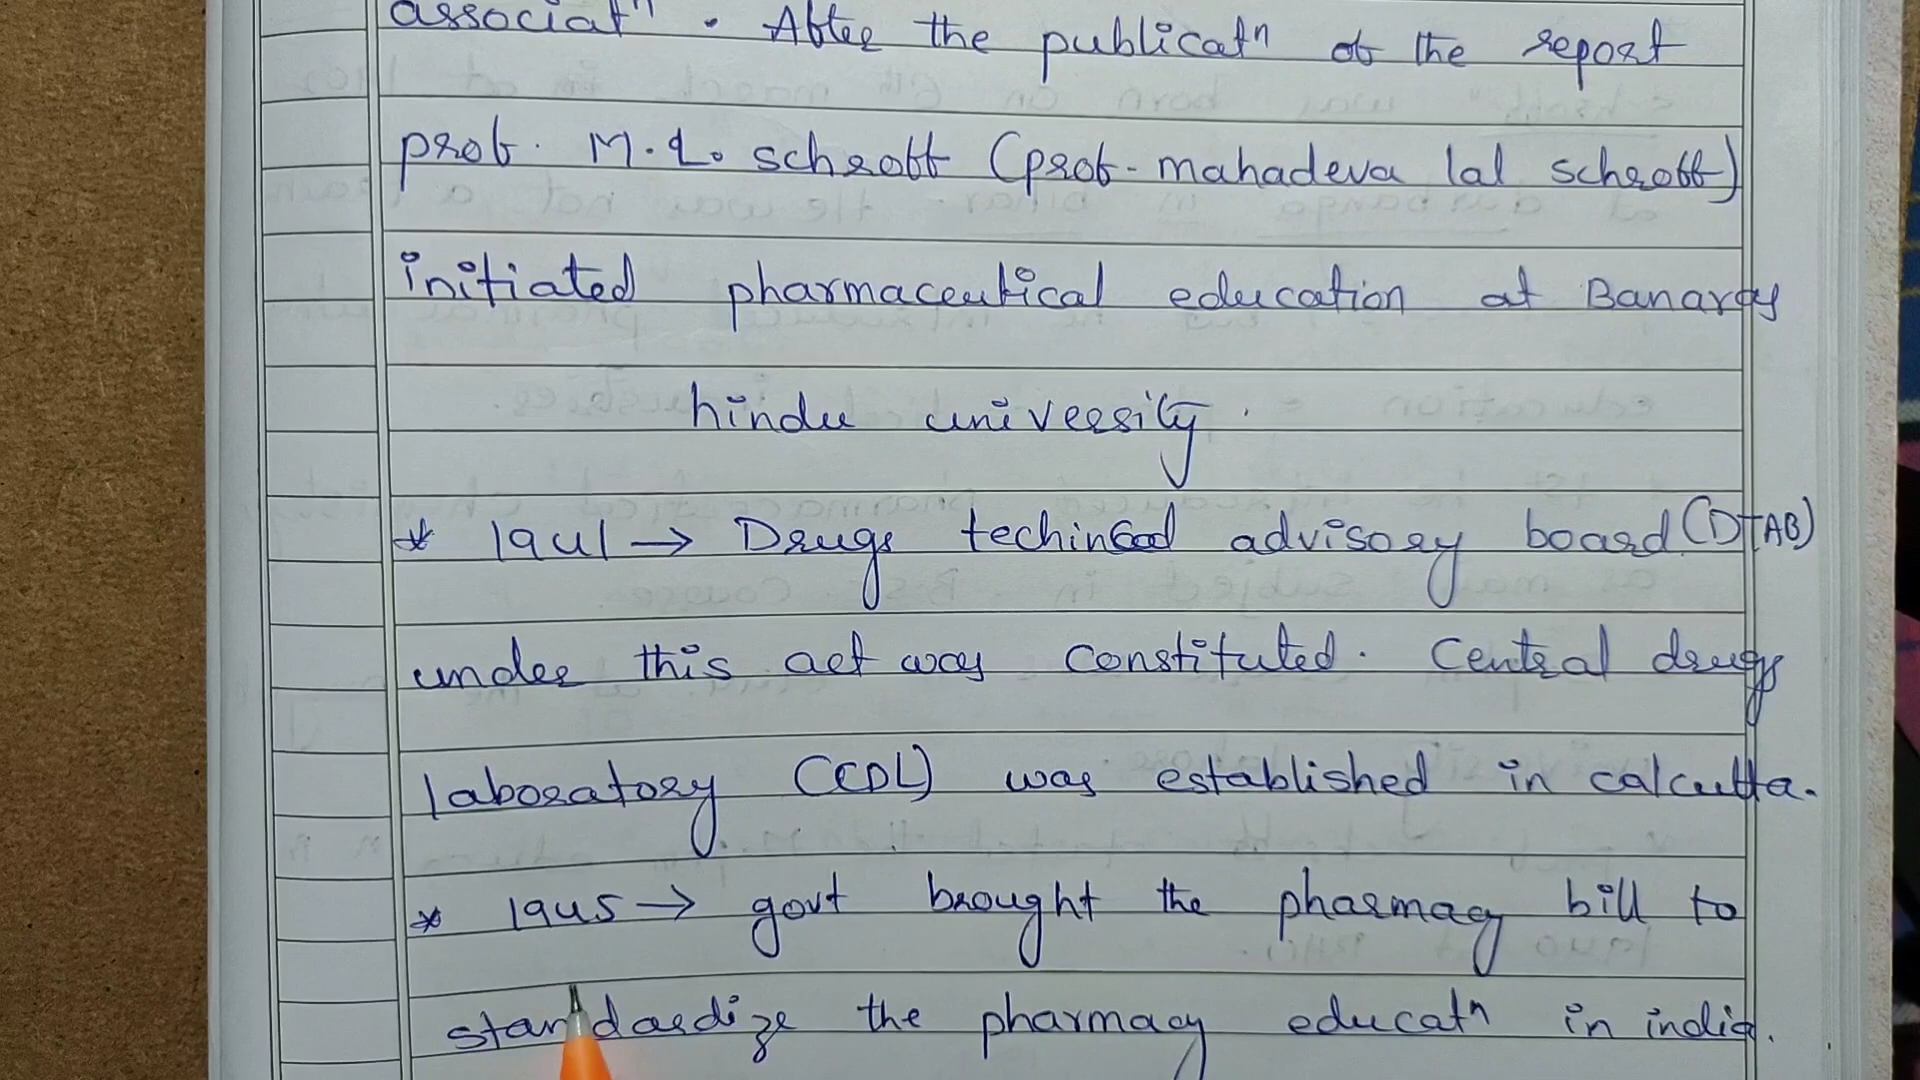 associatⁿ. After the publicatⁿ of the report
prof. M.L. schroff (prof. mahadeva lal schroff)
initiated pharmaceutical education at Banaras
hindu university.
* 1941 → Drugs techincal advisory board (DTAB)
under this act was constituted. Central drugs
laboratory (CDL) was established in calcutta.
* 1945 → govt brought the pharmacy bill to
standardize the pharmacy educatⁿ in india.